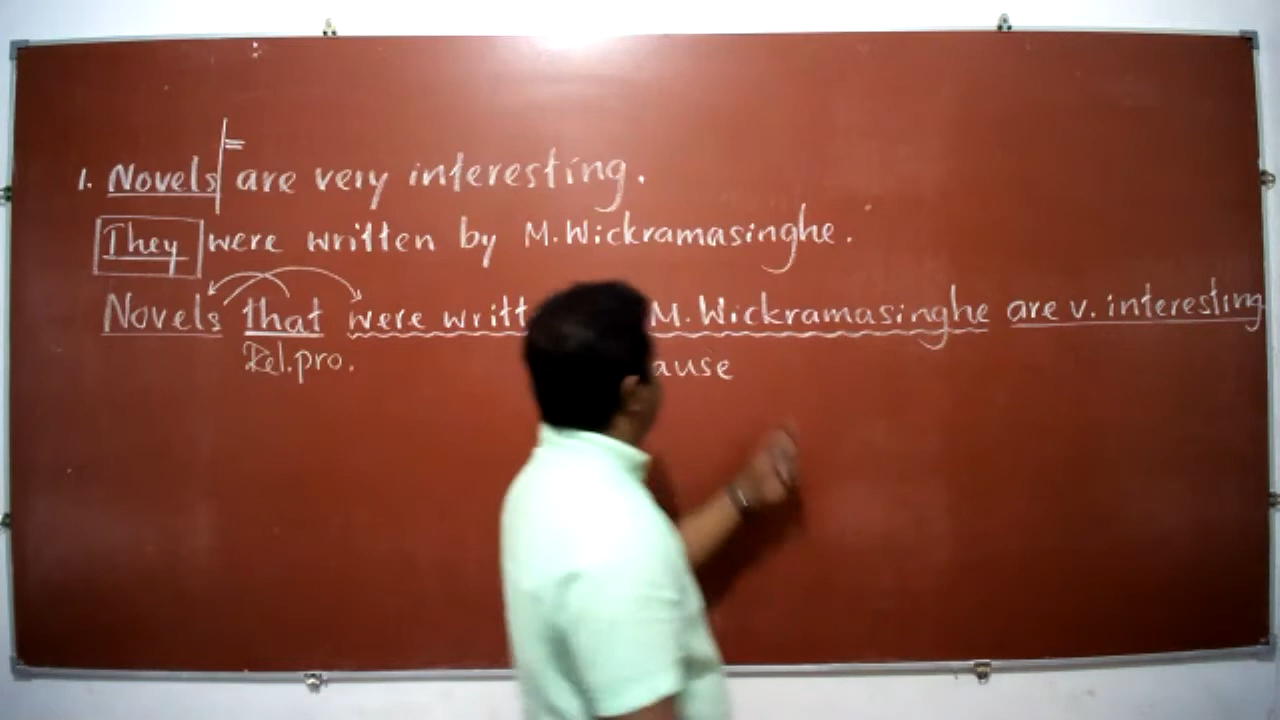 1. Novels = are very interesting.
They were written by M. Wickramasinghe.
Novels that were writt M. Wickramasinghe are v. interesting
Rel. pro. ause